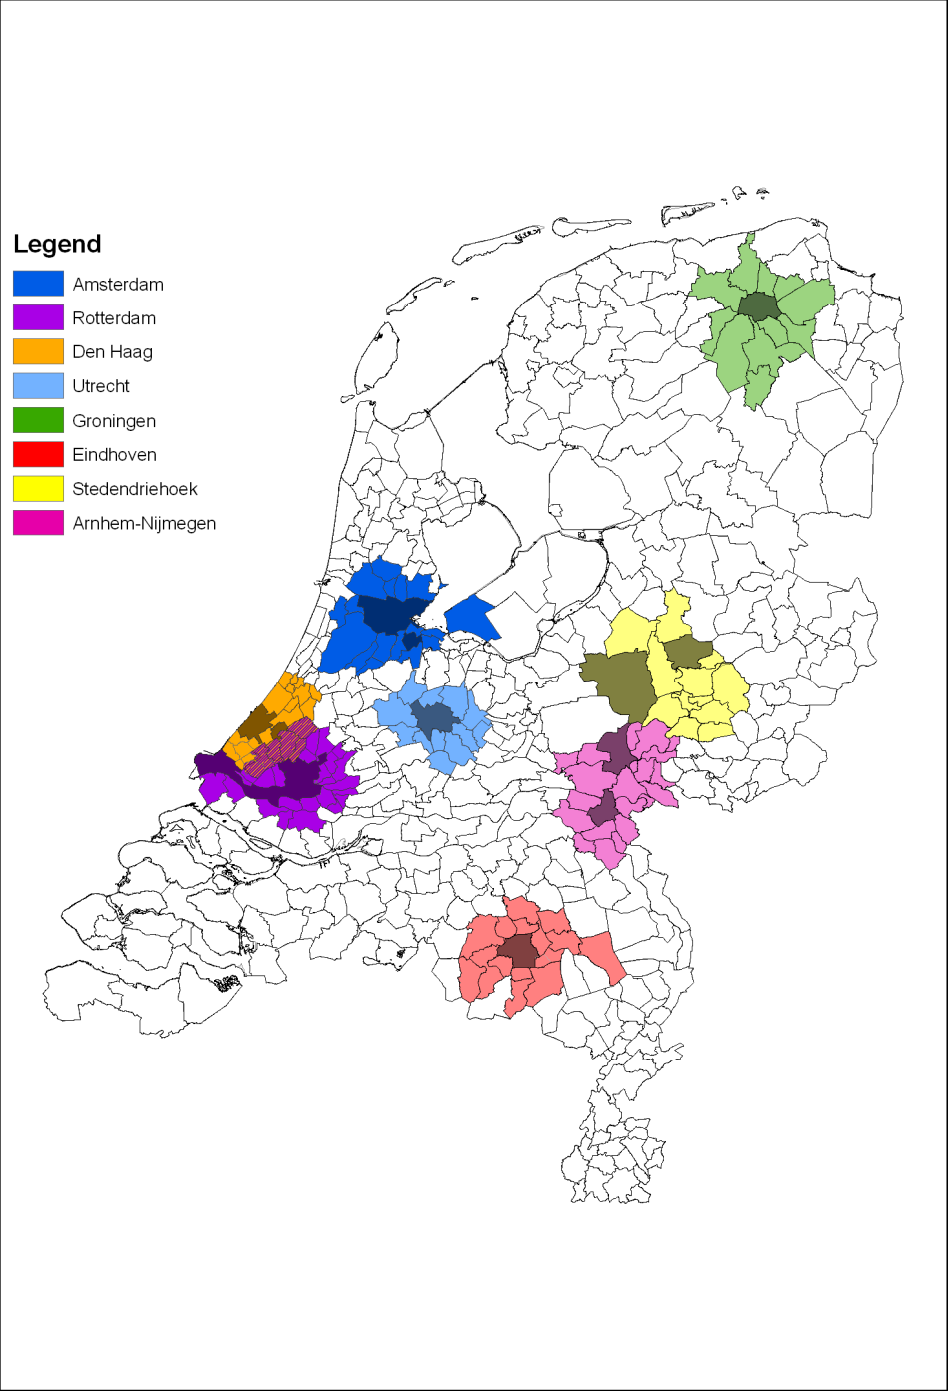 Legend
Amsterdam
Rotterdam
Den Haag
Utrecht
Groningen
Eindhoven
Stedendriehoek
Arnhem-Nijmegen